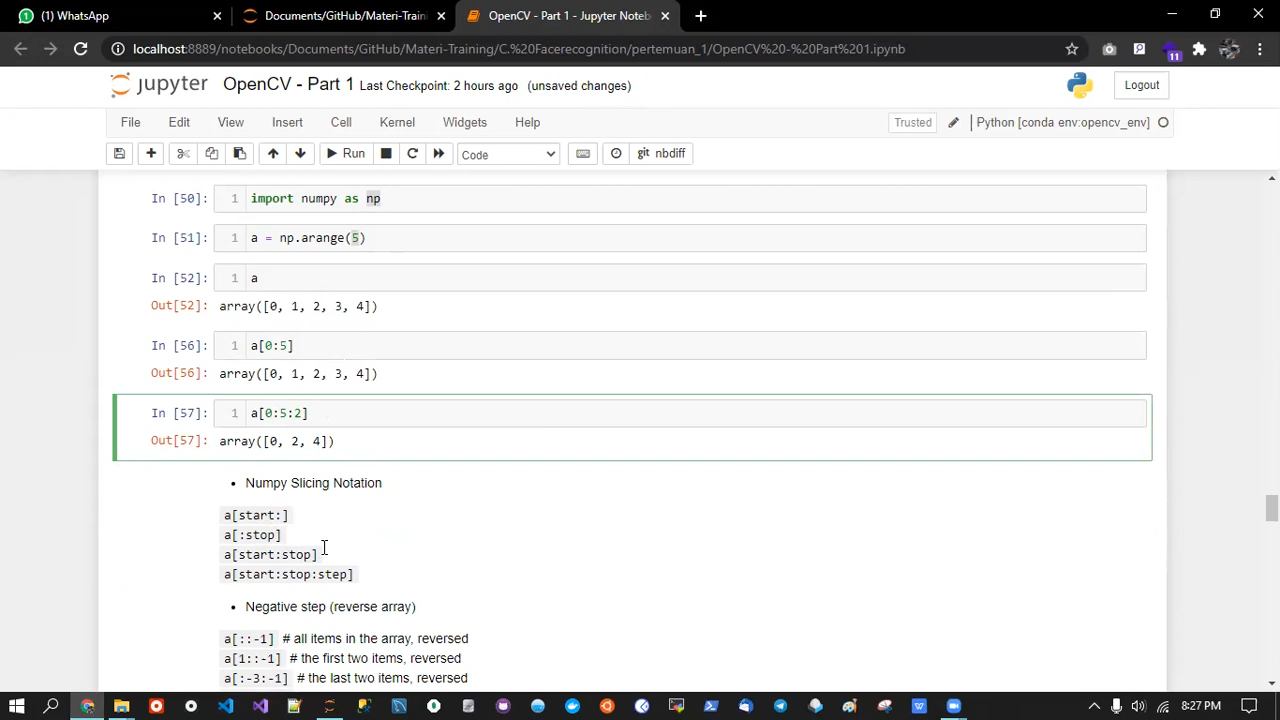 (1) WhatsApp
Documents/GitHub/Materi-Train
OpenCV - Part 1 - Jupyter Noteb
localhost:8889/notebooks/Documents/GitHub/Materi-Training/C.%20Facerecognition/pertemuan_1/OpenCV%20-%20Part%201.ipynb
11
jupyter OpenCV - Part 1 Last Checkpoint: 2 hours ago (unsaved changes) Logout
File Edit View Insert Cell Kernel Widgets Help Trusted Python [conda env:opencv_env]
Run Code nbdiff
In [50]: 1 import numpy as np
In [51]: 1 a = np.arange(5)
In [52]: 1 a
Out[52]: array([0, 1, 2, 3, 4])
In [56]: 1 a[0:5]
Out[56]: array([0, 1, 2, 3, 4])
In [57]: 1 a[0:5:2]
Out[57]: array([0, 2, 4])
• Numpy Slicing Notation
a[start:]
a[:stop]
a[start:stop]
a[start:stop:step]
• Negative step (reverse array)
a[::-1] # all items in the array, reversed
a[1::-1] # the first two items, reversed
a[:-3:-1] # the last two items, reversed
8:27 PM